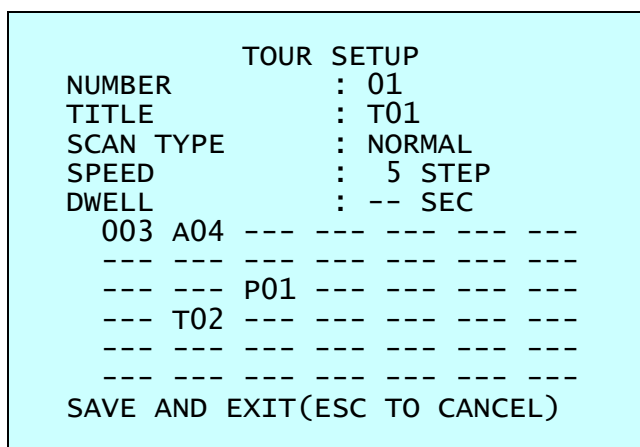 TOUR SETUP
NUMBER : 01
TITLE : T01
SCAN TYPE : NORMAL
SPEED : 5 STEP
DWELL : -- SEC
003 A04 --- --- --- --- ---
--- --- --- --- --- --- ---
--- --- P01 --- --- --- ---
--- T02 --- --- --- --- ---
--- --- --- --- --- --- ---
--- --- --- --- --- --- ---
SAVE AND EXIT(ESC TO CANCEL)